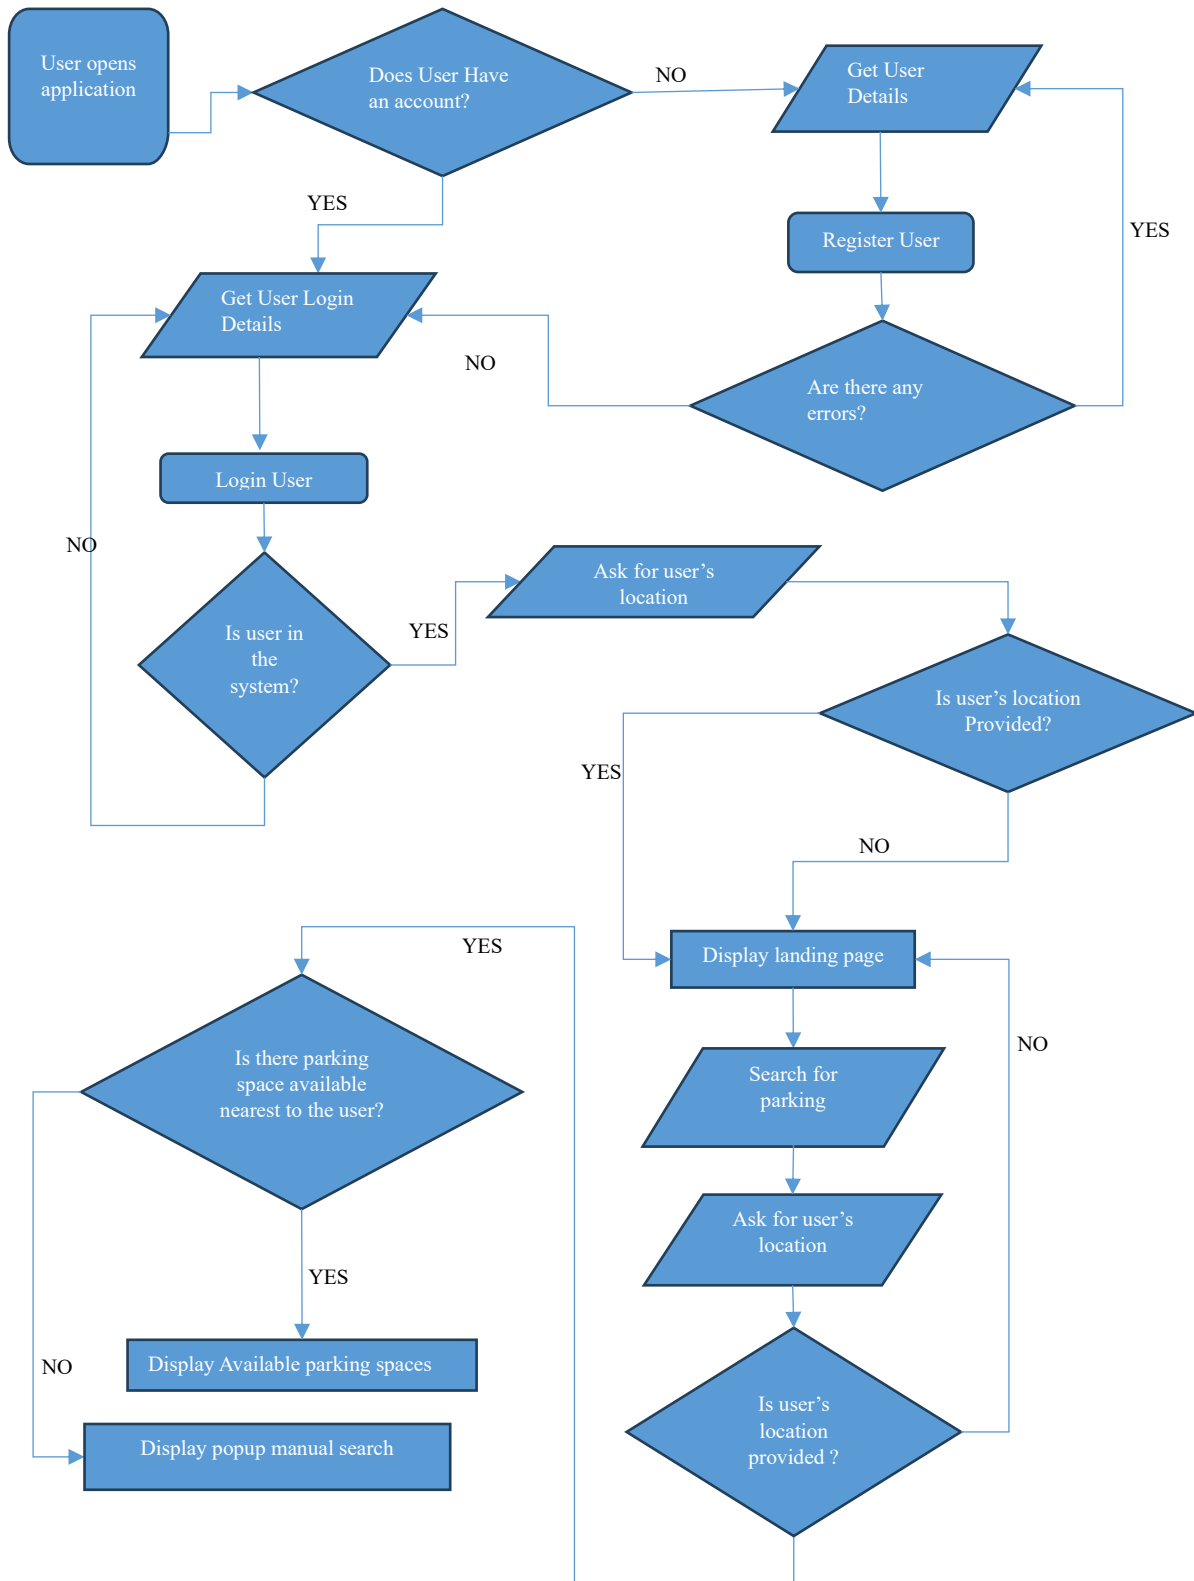 User opens
application
Does User Have
an account?
NO
Get User
Details
YES
YES
Register User
Get User Login
Details
NO
Are there any
errors?
Login User
NO
Ask for user’s
location
YES
Is user in
the
system?
Is user’s location
Provided?
YES
NO
YES
Display landing page
NO
Is there parking
space available
nearest to the user?
Search for
parking
Ask for user’s
location
YES
Display Available parking spaces
NO
Is user’s
location
provided ?
Display popup manual search